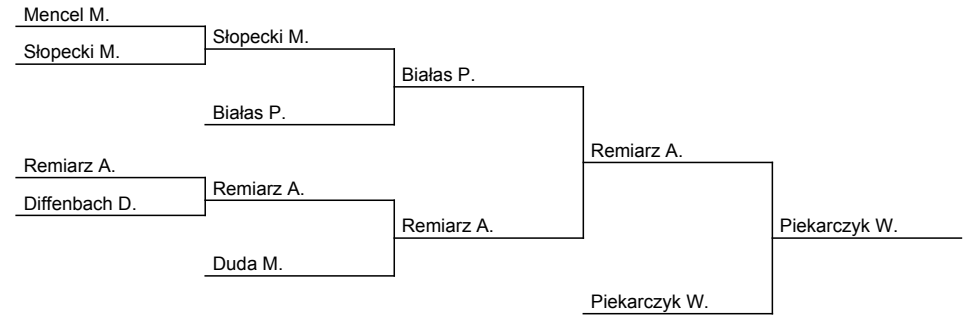 Mencel M.
Słopecki M.
Słopecki M.
Białas P.
Białas P.
Remiarz A.
Remiarz A.
Diffenbach D.
Remiarz A.
Remiarz A.
Piekarczyk W.
Duda M.
Piekarczyk W.